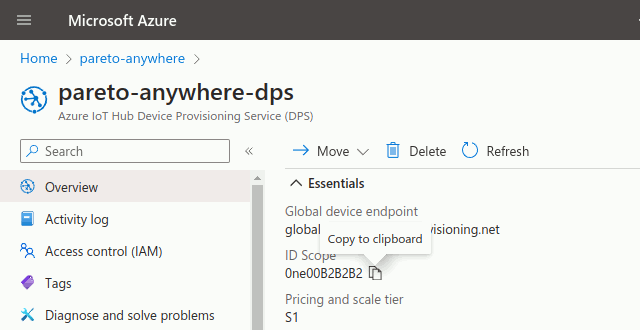 Microsoft Azure
Home > pareto-anywhere >
pareto-anywhere-dps
Azure IoT Hub Device Provisioning Service (DPS)
Search
«
Move
Delete
Refresh
Overview
Activity log
Access control (IAM)
Tags
Diagnose and solve problems
Essentials
Global device endpoint
global visioning.net
Copy to clipboard
ID Scope
0ne00B2B2B2
Pricing and scale tier
S1